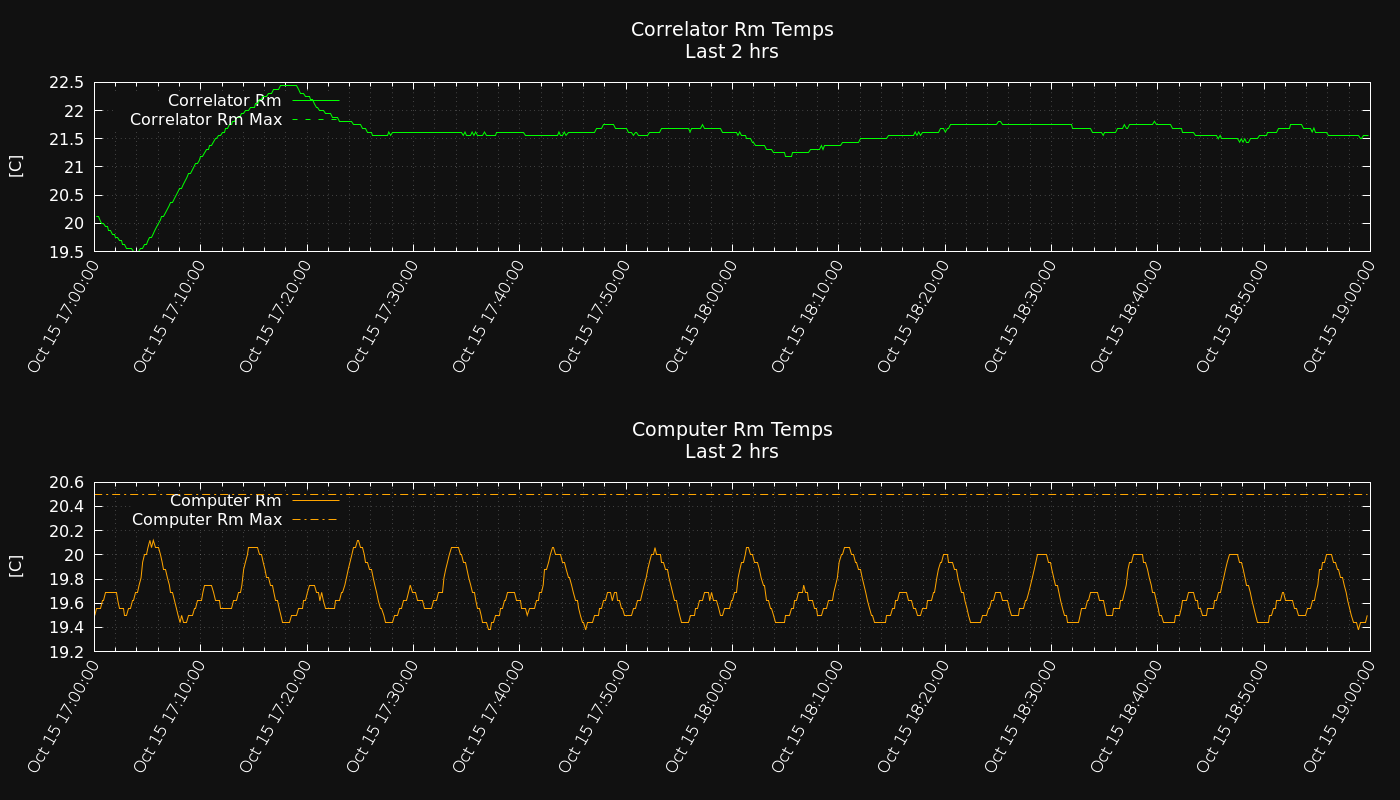 Correlator Rm Temps
Last 2 hrs
22.5
22
21.5
21
20.5
20
19.5
[C]
Correlator Rm
Correlator Rm Max
Oct 15 17:00:00
Oct 15 17:10:00
Oct 15 17:20:00
Oct 15 17:30:00
Oct 15 17:40:00
Oct 15 17:50:00
Oct 15 18:00:00
Oct 15 18:10:00
Oct 15 18:20:00
Oct 15 18:30:00
Oct 15 18:40:00
Oct 15 18:50:00
Oct 15 19:00:00
Computer Rm Temps
Last 2 hrs
20.6
20.4
20.2
20
19.8
19.6
19.4
19.2
[C]
Computer Rm
Computer Rm Max
Oct 15 17:00:00
Oct 15 17:10:00
Oct 15 17:20:00
Oct 15 17:30:00
Oct 15 17:40:00
Oct 15 17:50:00
Oct 15 18:00:00
Oct 15 18:10:00
Oct 15 18:20:00
Oct 15 18:30:00
Oct 15 18:40:00
Oct 15 18:50:00
Oct 15 19:00:00